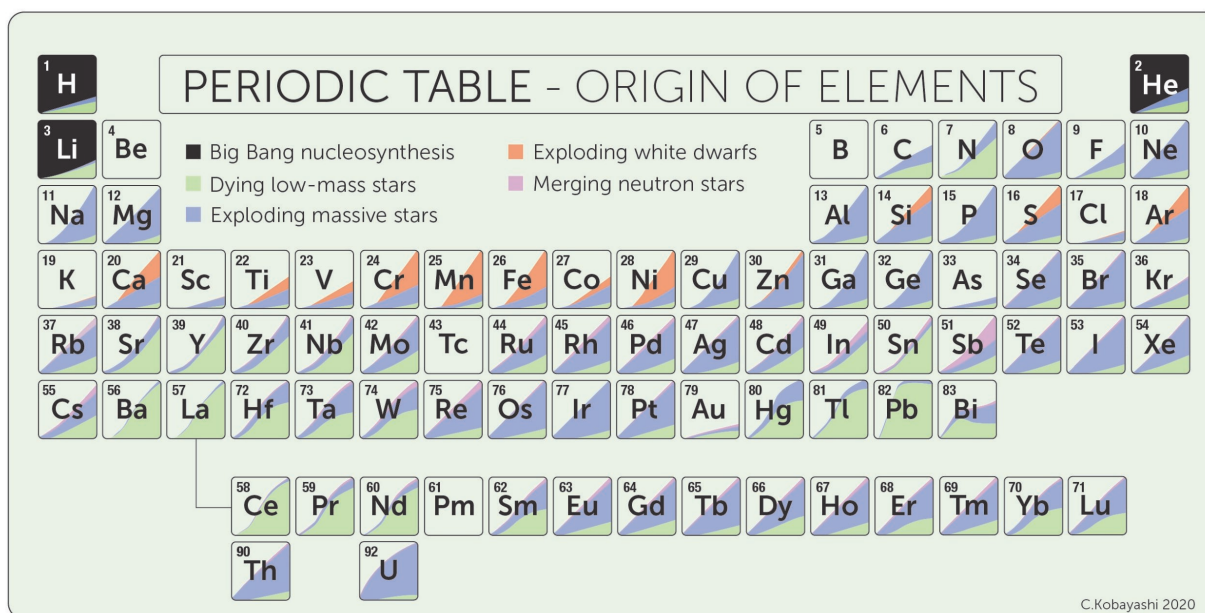 1 H
PERIODIC TABLE - ORIGIN OF ELEMENTS
2 He
3 Li
4 Be
Big Bang nucleosynthesis
Dying low-mass stars
Exploding massive stars
Exploding white dwarfs
Merging neutron stars
5 B
6 C
7 N
8 O
9 F
10 Ne
11 Na
12 Mg
13 Al
14 Si
15 P
16 S
17 Cl
18 Ar
19 K
20 Ca
21 Sc
22 Ti
23 V
24 Cr
25 Mn
26 Fe
27 Co
28 Ni
29 Cu
30 Zn
31 Ga
32 Ge
33 As
34 Se
35 Br
36 Kr
37 Rb
38 Sr
39 Y
40 Zr
41 Nb
42 Mo
43 Tc
44 Ru
45 Rh
46 Pd
47 Ag
48 Cd
49 In
50 Sn
51 Sb
52 Te
53 I
54 Xe
55 Cs
56 Ba
57 La
72 Hf
73 Ta
74 W
75 Re
76 Os
77 Ir
78 Pt
79 Au
80 Hg
81 Tl
82 Pb
83 Bi
58 Ce
59 Pr
60 Nd
61 Pm
62 Sm
63 Eu
64 Gd
65 Tb
66 Dy
67 Ho
68 Er
69 Tm
70 Yb
71 Lu
90 Th
92 U
C.Kobayashi 2020